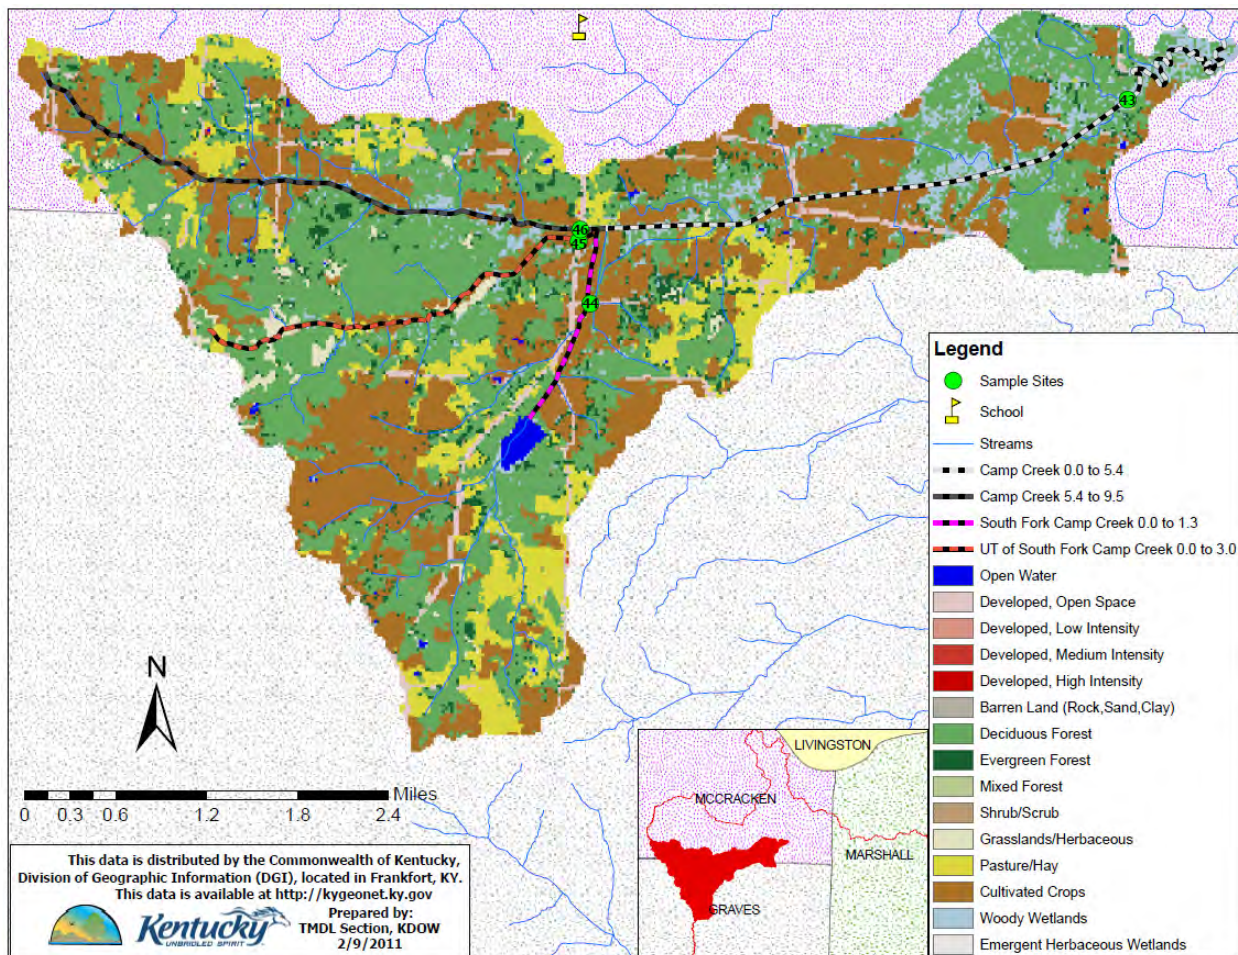 43
46
45
44
Legend
Sample Sites
School
Streams
Camp Creek 0.0 to 5.4
Camp Creek 5.4 to 9.5
South Fork Camp Creek 0.0 to 1.3
UT of South Fork Camp Creek 0.0 to 3.0
Open Water
Developed, Open Space
Developed, Low Intensity
Developed, Medium Intensity
Developed, High Intensity
Barren Land (Rock,Sand,Clay)
Deciduous Forest
Evergreen Forest
Mixed Forest
Shrub/Scrub
Grasslands/Herbaceous
Pasture/Hay
Cultivated Crops
Woody Wetlands
Emergent Herbaceous Wetlands
N
Miles
0 0.3 0.6 1.2 1.8 2.4
LIVINGSTON
MCCRACKEN
MARSHALL
GRAVES
This data is distributed by the Commonwealth of Kentucky,
Division of Geographic Information (DGI), located in Frankfort, KY.
This data is available at http://kygeonet.ky.gov
Kentucky
UNBRIDLED SPIRIT
Prepared by:
TMDL Section, KDOW
2/9/2011